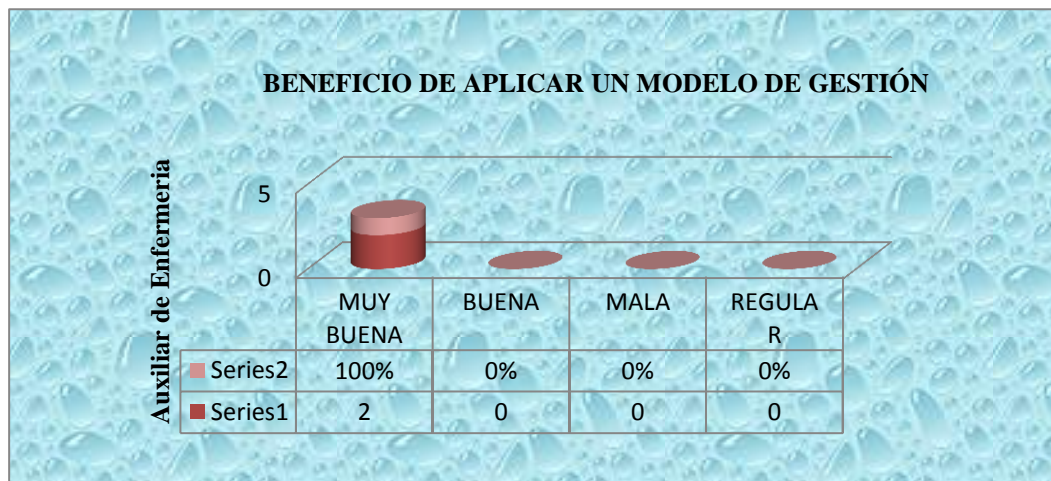 BENEFICIO DE APLICAR UN MODELO DE GESTIÓN
Auxiliar de Enfermeria
5
0
MUY BUENA MALA REGULA
BUENA R
Series2 100% 0% 0% 0%
Series1 2 0 0 0